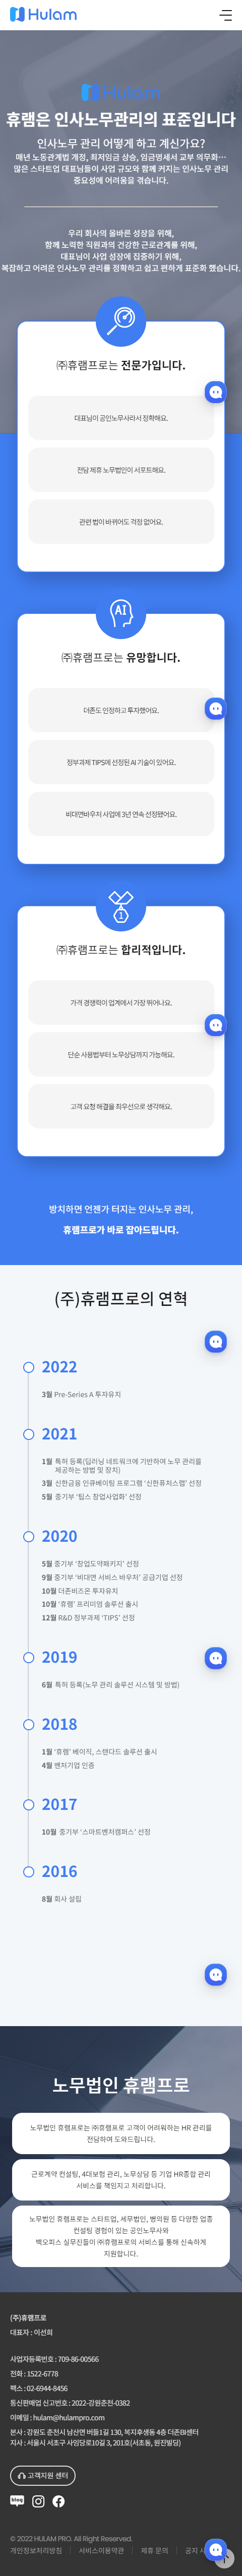 Hulam
Hulam
휴램은 인사노무관리의 표준입니다
인사노무 관리 어떻게 하고 계신가요?
매년 노동관계법 개정, 최저임금 상승, 임금명세서 교부 의무화…
많은 스타트업 대표님들이 사업 규모와 함께 커지는 인사노무 관리
중요성에 어려움을 겪습니다.
우리 회사의 올바른 성장을 위해,
함께 노력한 직원과의 건강한 근로관계를 위해,
대표님이 사업 성장에 집중하기 위해,
복잡하고 어려운 인사노무 관리를 정확하고 쉽고 편하게 표준화 했습니다.
㈜휴램프로는 전문가입니다.
대표님이 공인노무사라서 정확해요.
전담 제휴 노무법인이 서포트해요.
관련 법이 바뀌어도 걱정 없어요.
AI
㈜휴램프로는 유망합니다.
더존도 인정하고 투자했어요.
정부과제 TIPS에 선정된 AI 기술이 있어요.
비대면바우처 사업에 3년 연속 선정됐어요.
1
㈜휴램프로는 합리적입니다.
가격 경쟁력이 업계에서 가장 뛰어나요.
단순 사용법부터 노무상담까지 가능해요.
고객 요청 해결을 최우선으로 생각해요.
방치하면 언젠가 터지는 인사노무 관리,
휴램프로가 바로 잡아드립니다.
(주)휴램프로의 연혁
2022
3월 Pre-Series A 투자유치
2021
1월 특허 등록(딥러닝 네트워크에 기반하여 노무 관리를
제공하는 방법 및 장치)
3월 신한금융 인큐베이팅 프로그램 '신한퓨처스랩' 선정
5월 중기부 '팁스 창업사업화' 선정
2020
5월 중기부 '창업도약패키지' 선정
9월 중기부 '비대면 서비스 바우처' 공급기업 선정
10월 더존비즈온 투자유치
10월 '휴램' 프리미엄 솔루션 출시
12월 R&D 정부과제 'TIPS' 선정
2019
6월 특허 등록(노무 관리 솔루션 시스템 및 방법)
2018
1월 '휴램' 베이직, 스탠다드 솔루션 출시
4월 벤처기업 인증
2017
10월 중기부 '스마트벤처캠퍼스' 선정
2016
8월 회사 설립
노무법인 휴램프로
노무법인 휴램프로는 ㈜휴램프로 고객이 어려워하는 HR 관리를
전담하여 도와드립니다.
근로계약 컨설팅, 4대보험 관리, 노무상담 등 기업 HR종합 관리
서비스를 책임지고 처리합니다.
노무법인 휴램프로는 스타트업, 세무법인, 병의원 등 다양한 업종
컨설팅 경험이 있는 공인노무사와
백오피스 실무진들이 ㈜휴램프로의 서비스를 통해 신속하게
지원합니다.
(주)휴램프로
대표자 : 이선희
사업자등록번호 : 709-86-00566
전화 : 1522-6778
팩스 : 02-6944-8456
통신판매업 신고번호 : 2022-강원춘천-0382
이메일 : hulam@hulampro.com
본사 : 강원도 춘천시 남산면 버들1길 130, 복지후생동 4층 더존BI센터
지사 : 서울시 서초구 사임당로10길 3, 201호(서초동, 원진빌딩)
고객지원 센터
blog
© 2022 HULAM PRO. All Right Reserved.
개인정보처리방침 | 서비스이용약관 | 제휴 문의 | 공지